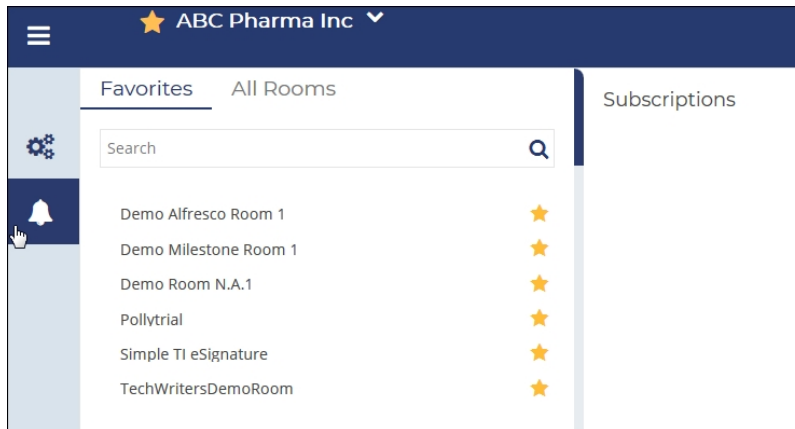 ABC Pharma Inc
Favorites All Rooms
Subscriptions
Search
Demo Alfresco Room 1
Demo Milestone Room 1
Demo Room N.A.1
Pollytrial
Simple TI eSignature
TechWritersDemoRoom